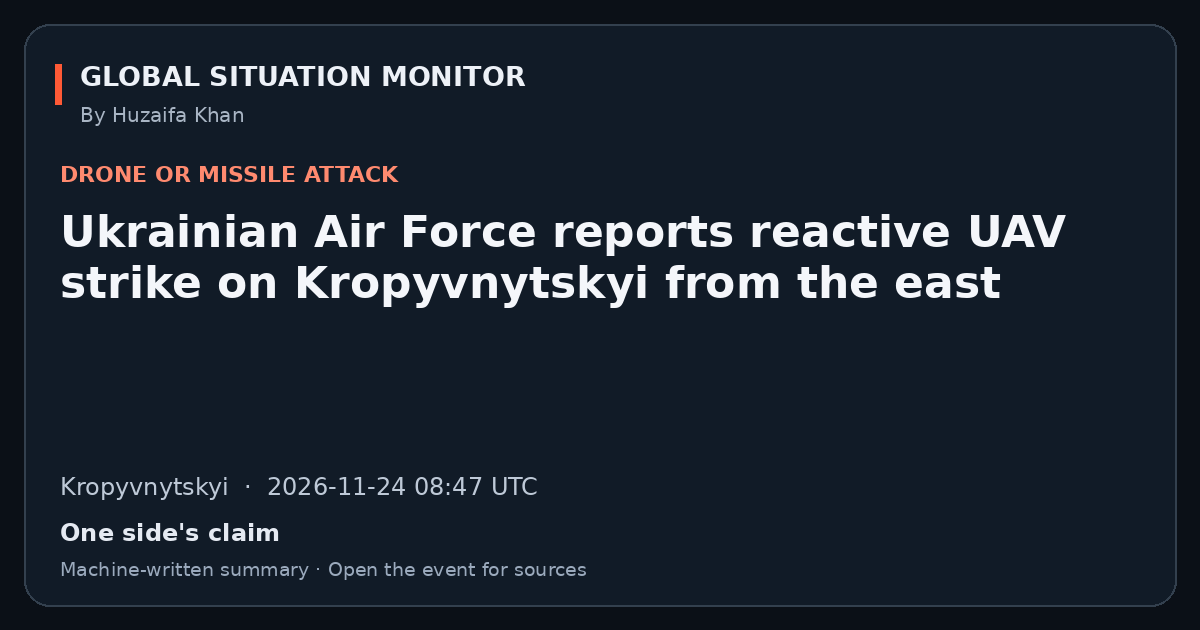 GLOBAL SITUATION MONITOR
By Huzaifa Khan
DRONE OR MISSILE ATTACK
Ukrainian Air Force reports reactive UAV
strike on Kropyvnytskyi from the east
Kropyvnytskyi · 2026-11-24 08:47 UTC
One side's claim
Machine-written summary · Open the event for sources